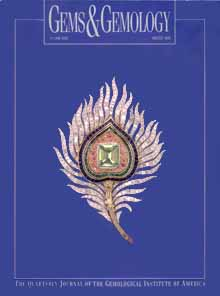 GEMS & GEMOLOGY
THE QUARTERLY JOURNAL OF THE GEMOLOGICAL INSTITUTE OF AMERICA